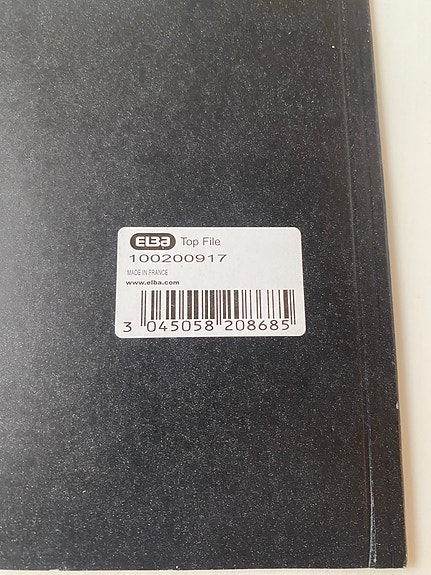 ELBA Top File
100200917
MADE IN FRANCE
www.elba.com
3 045058 208685